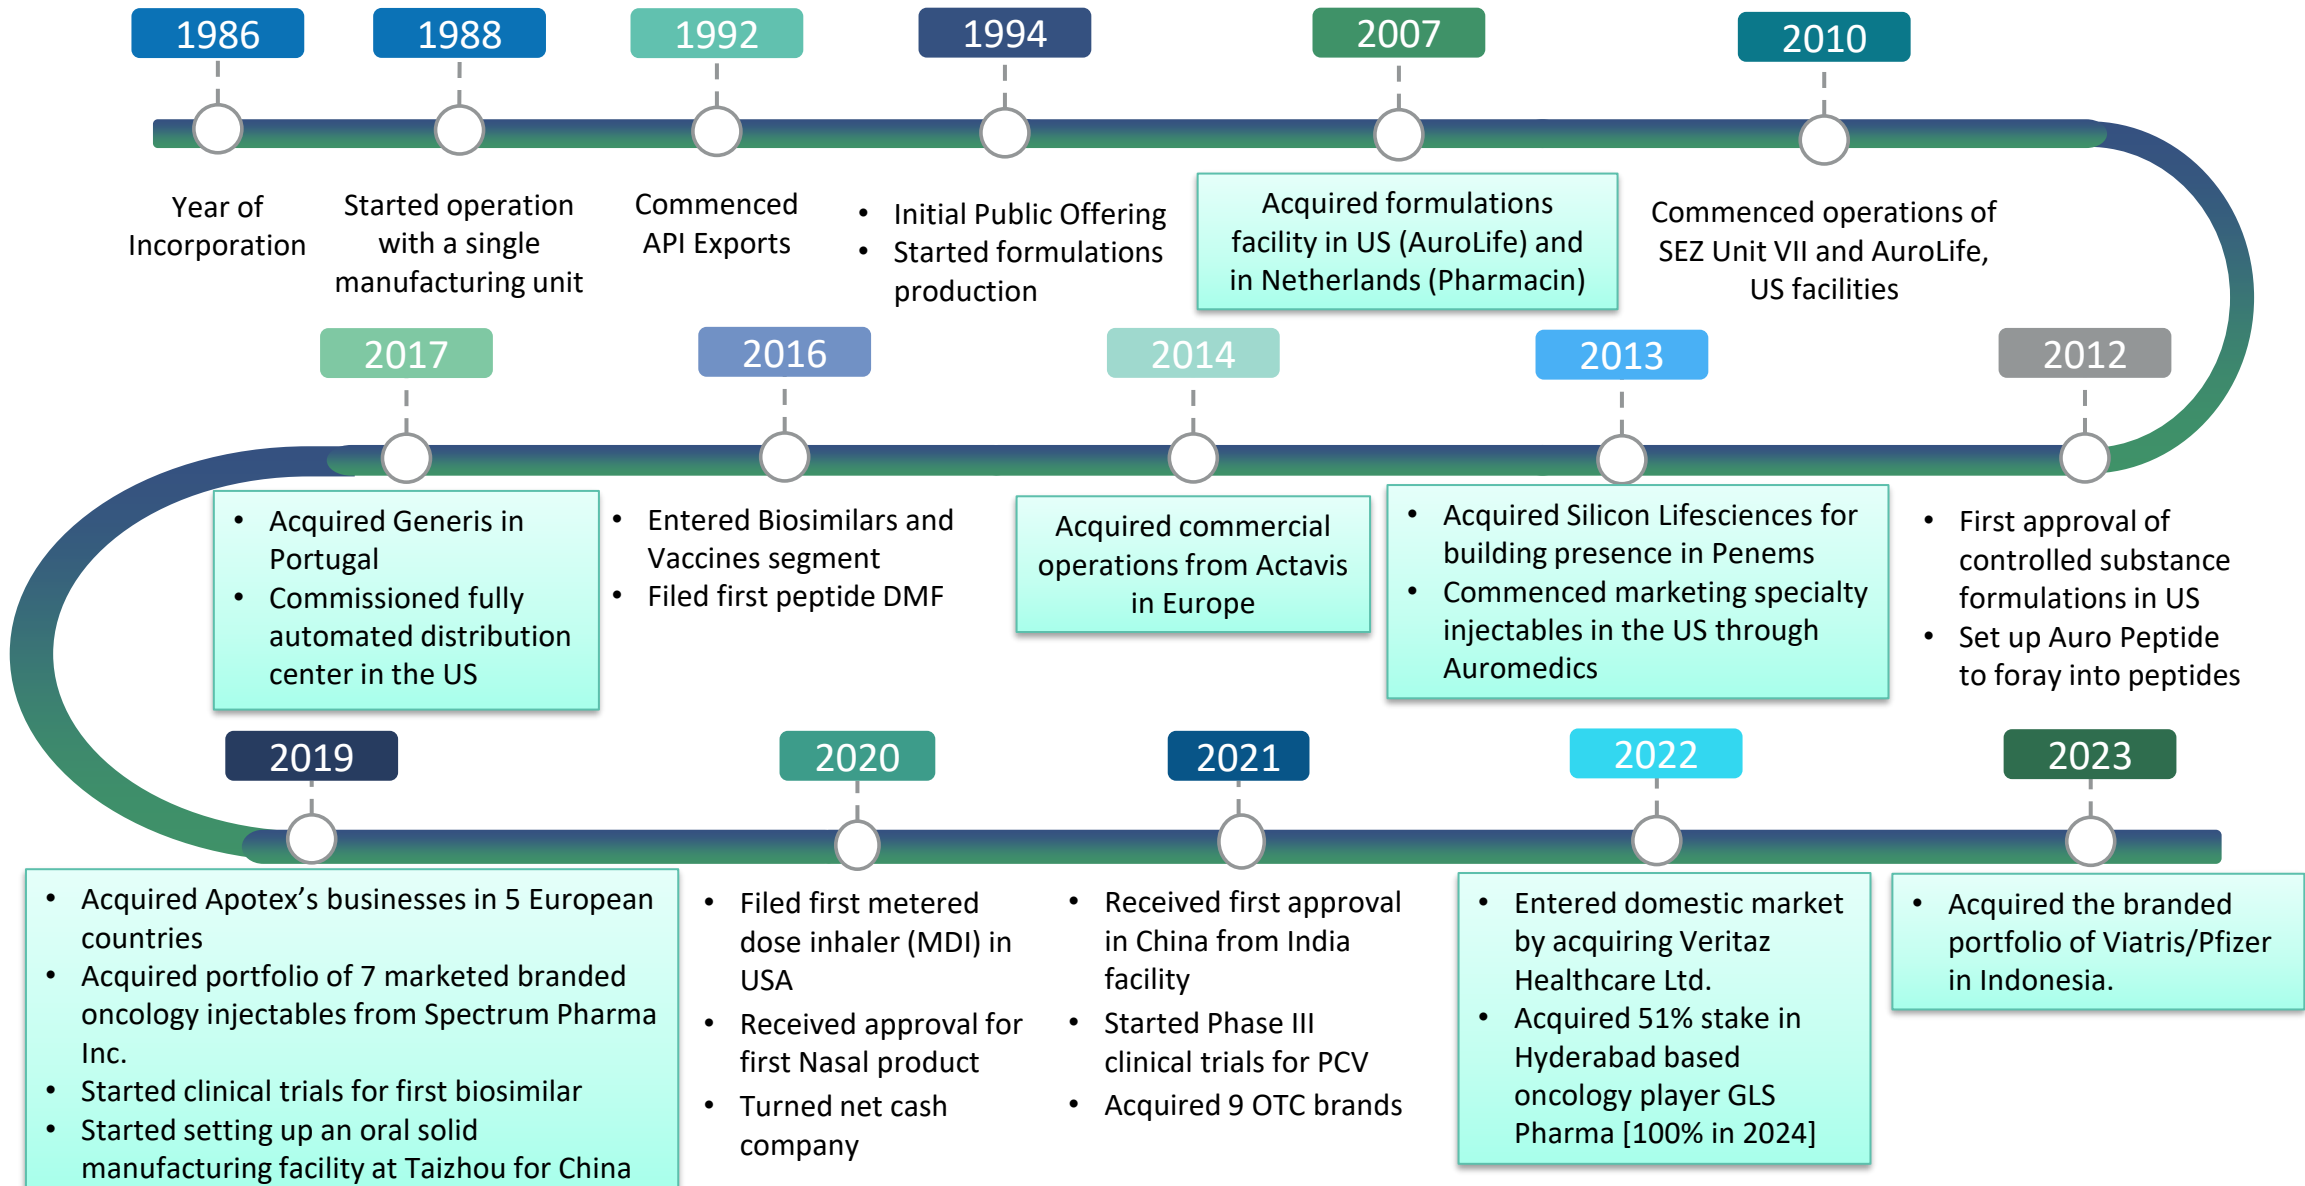 1986
Year of
Incorporation
1988
Started operation
with a single
manufacturing unit
1992
Commenced
API Exports
1994
• Initial Public Offering
• Started formulations
production
2007
Acquired formulations
facility in US (AuroLife) and
in Netherlands (Pharmacin)
2010
Commenced operations of
SEZ Unit VII and AuroLife,
US facilities
2012
• First approval of
controlled substance
formulations in US
• Set up Auro Peptide
to foray into peptides
2013
• Acquired Silicon Lifesciences for
building presence in Penems
• Commenced marketing specialty
injectables in the US through
Auromedics
2014
Acquired commercial
operations from Actavis
in Europe
2016
• Entered Biosimilars and
Vaccines segment
• Filed first peptide DMF
2017
• Acquired Generis in
Portugal
• Commissioned fully
automated distribution
center in the US
2019
• Acquired Apotex’s businesses in 5 European
countries
• Acquired portfolio of 7 marketed branded
oncology injectables from Spectrum Pharma
Inc.
• Started clinical trials for first biosimilar
• Started setting up an oral solid
manufacturing facility at Taizhou for China
2020
• Filed first metered
dose inhaler (MDI) in
USA
• Received approval for
first Nasal product
• Turned net cash
company
2021
• Received first approval
in China from India
facility
• Started Phase III
clinical trials for PCV
• Acquired 9 OTC brands
2022
• Entered domestic market
by acquiring Veritaz
Healthcare Ltd.
• Acquired 51% stake in
Hyderabad based
oncology player GLS
Pharma [100% in 2024]
2023
• Acquired the branded
portfolio of Viatris/Pfizer
in Indonesia.